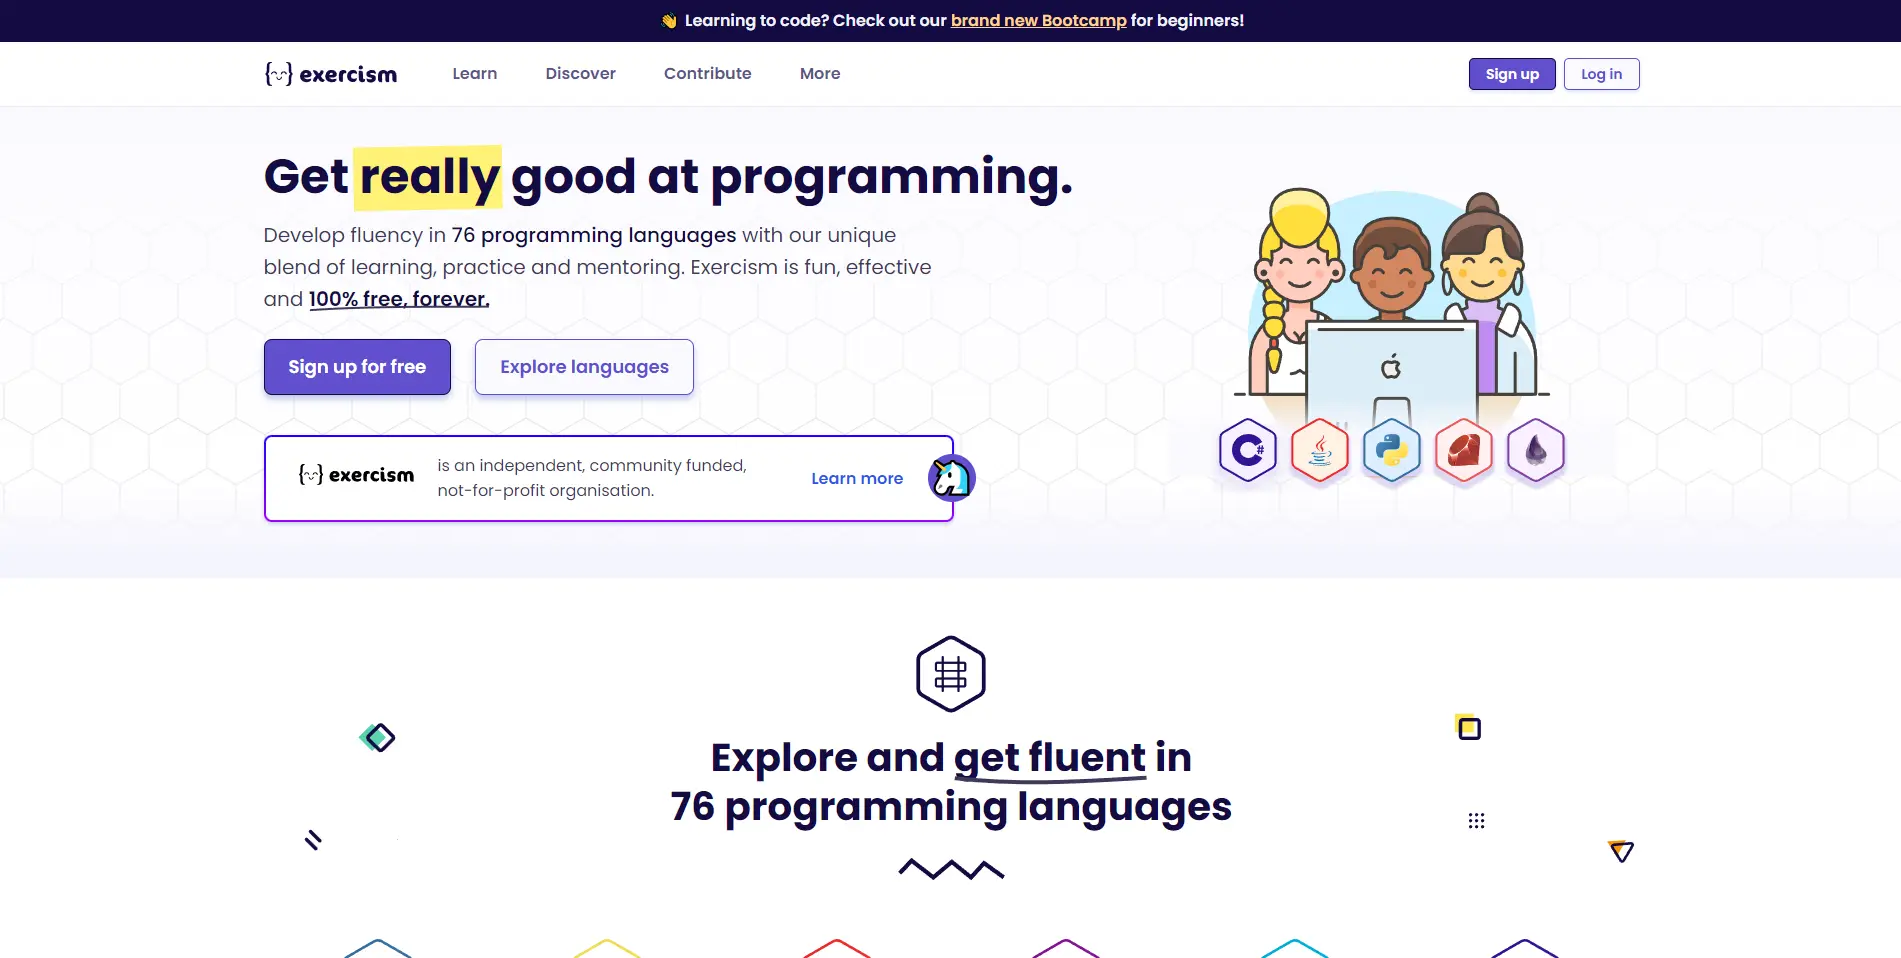 👋 Learning to code? Check out our brand new Bootcamp for beginners!
exercism Learn Discover Contribute More Sign up Log in
Get really good at programming.
Develop fluency in 76 programming languages with our unique
blend of learning, practice and mentoring. Exercism is fun, effective
and 100% free, forever.
Sign up for free Explore languages
exercism
is an independent, community funded,
not-for-profit organisation.
Learn more
C#
Explore and get fluent in
76 programming languages